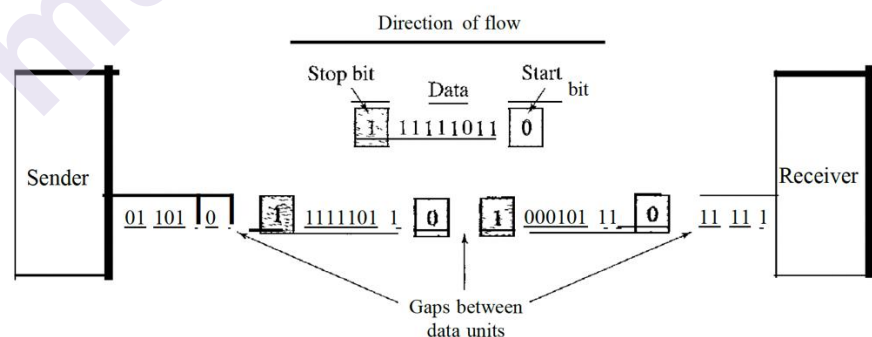 Direction of flow
Stop bit
Data
Start
bit
1 11111011 0
Sender
Receiver
01 101 0 1 1111101 1 0 1 000101 11 0 11 11 1
Gaps between
data units